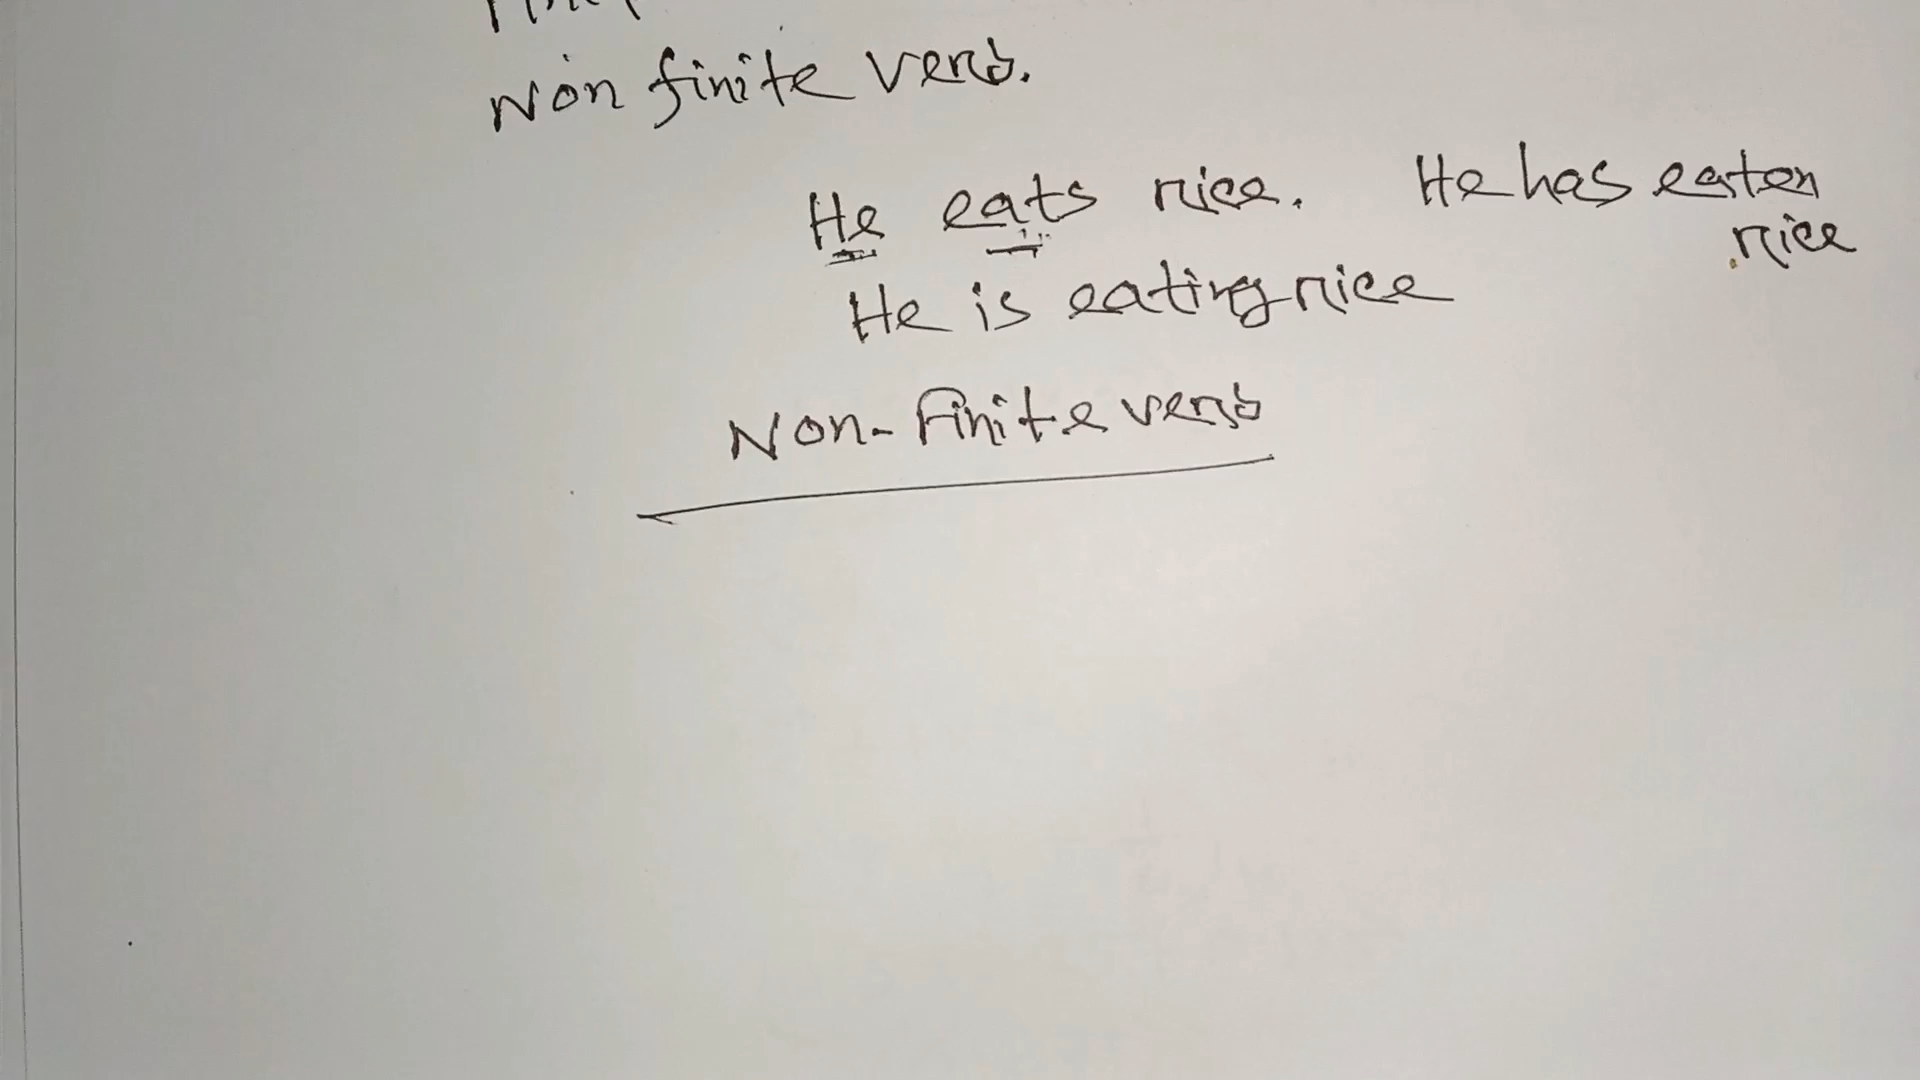 Non finite verb.
He eats rice. He has eaten
rice
He is eating rice
Non-Finite verb